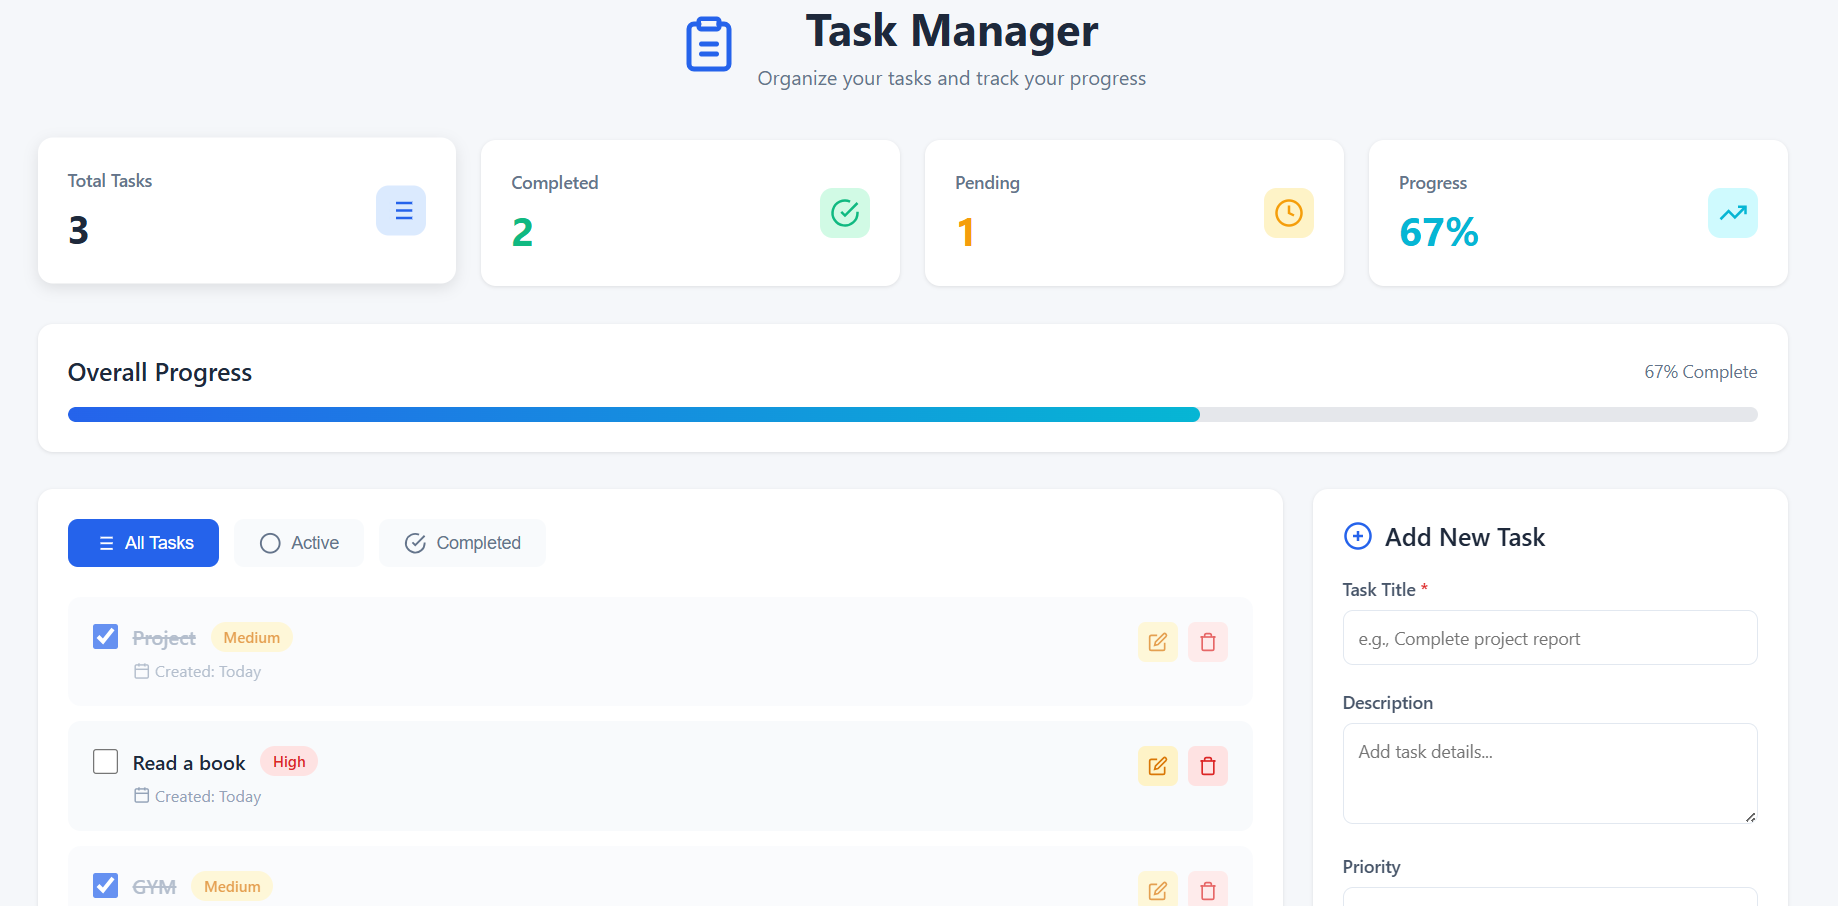 Task Manager
Organize your tasks and track your progress
Total Tasks
3
Completed
2
Pending
1
Progress
67%
Overall Progress
67% Complete
All Tasks
Active
Completed
Project Medium
Created: Today
Read a book High
Created: Today
GYM Medium
Add New Task
Task Title *
e.g., Complete project report
Description
Add task details...
Priority